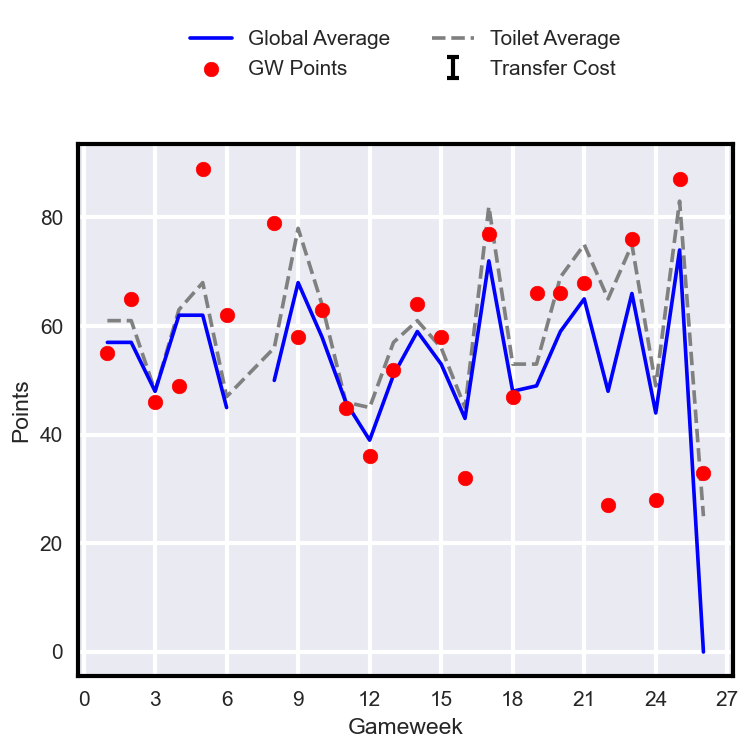 Global Average
Toilet Average
GW Points
Transfer Cost
80
60
40
20
0
Points
0 3 6 9 12 15 18 21 24 27
Gameweek